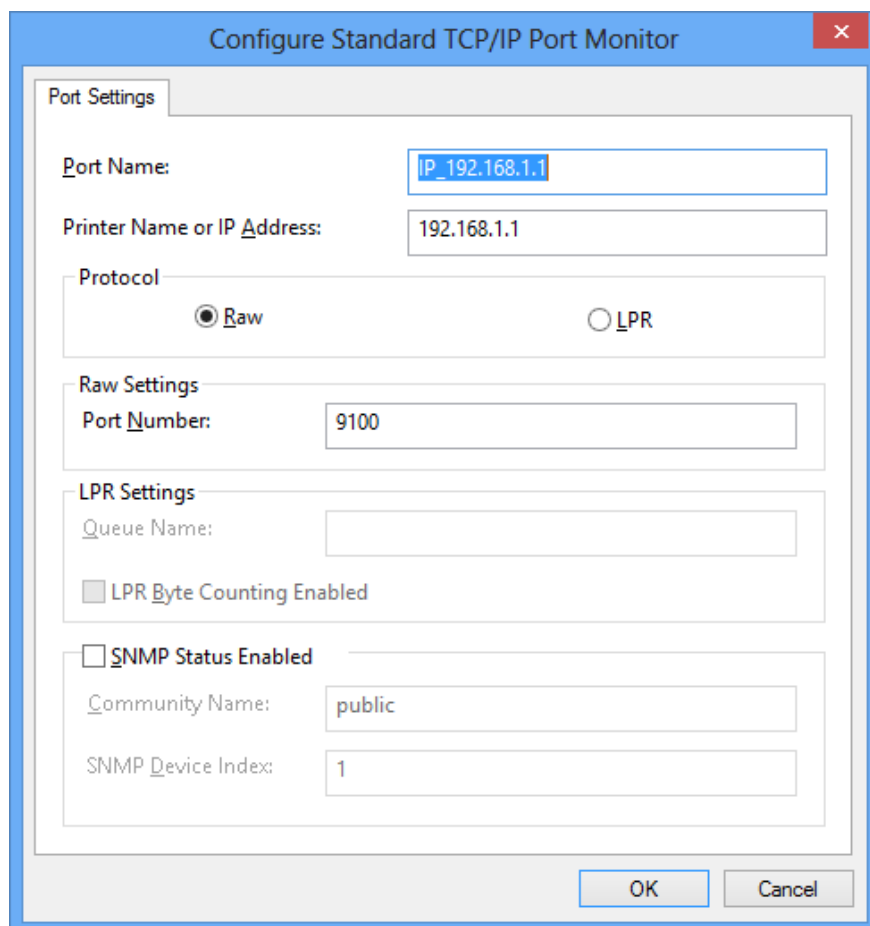 Configure Standard TCP/IP Port Monitor
Port Settings
Port Name: IP_192.168.1.1
Printer Name or IP Address: 192.168.1.1
Protocol
Raw LPR
Raw Settings
Port Number: 9100
LPR Settings
Queue Name:
LPR Byte Counting Enabled
SNMP Status Enabled
Community Name: public
SNMP Device Index: 1
OK Cancel